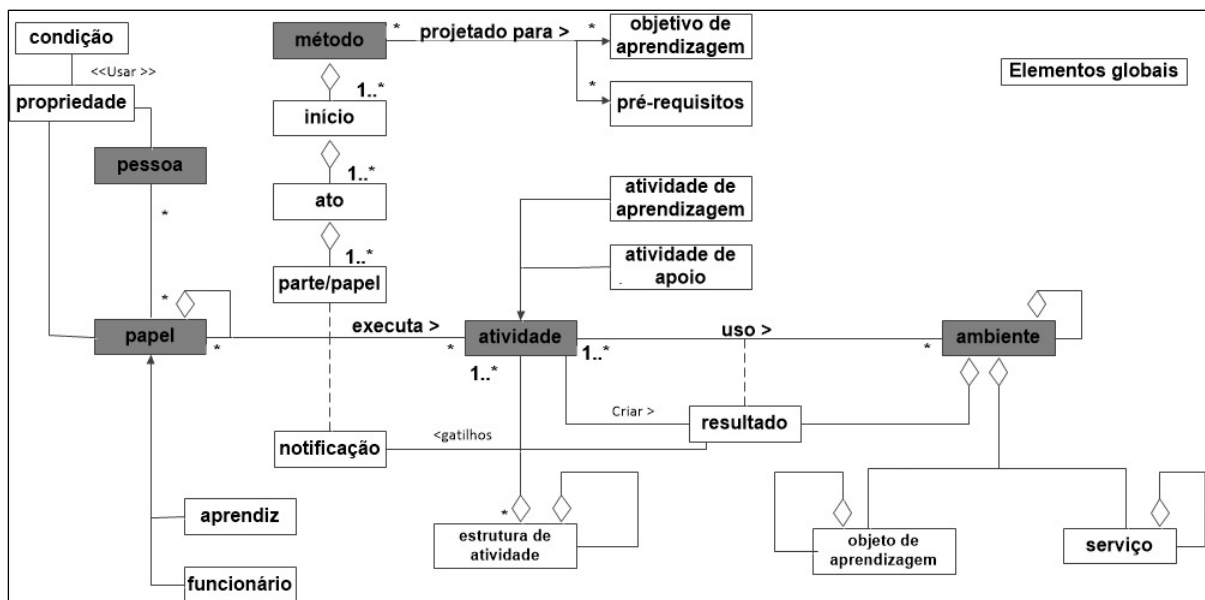 condição
<<Usar >>
propriedade
pessoa
*
*
papel
*
aprendiz
funcionário
método
*
projetado para >
*
objetivo de
aprendizagem
*
pré-requisitos
Elementos globais
1..*
início
1..*
ato
1..*
parte/papel
atividade de
aprendizagem
atividade de
apoio
executa >
*
atividade
1..*
1..*
uso >
*
ambiente
Criar >
resultado
<gatilhos
notificação
*
estrutura de
atividade
objeto de
aprendizagem
serviço